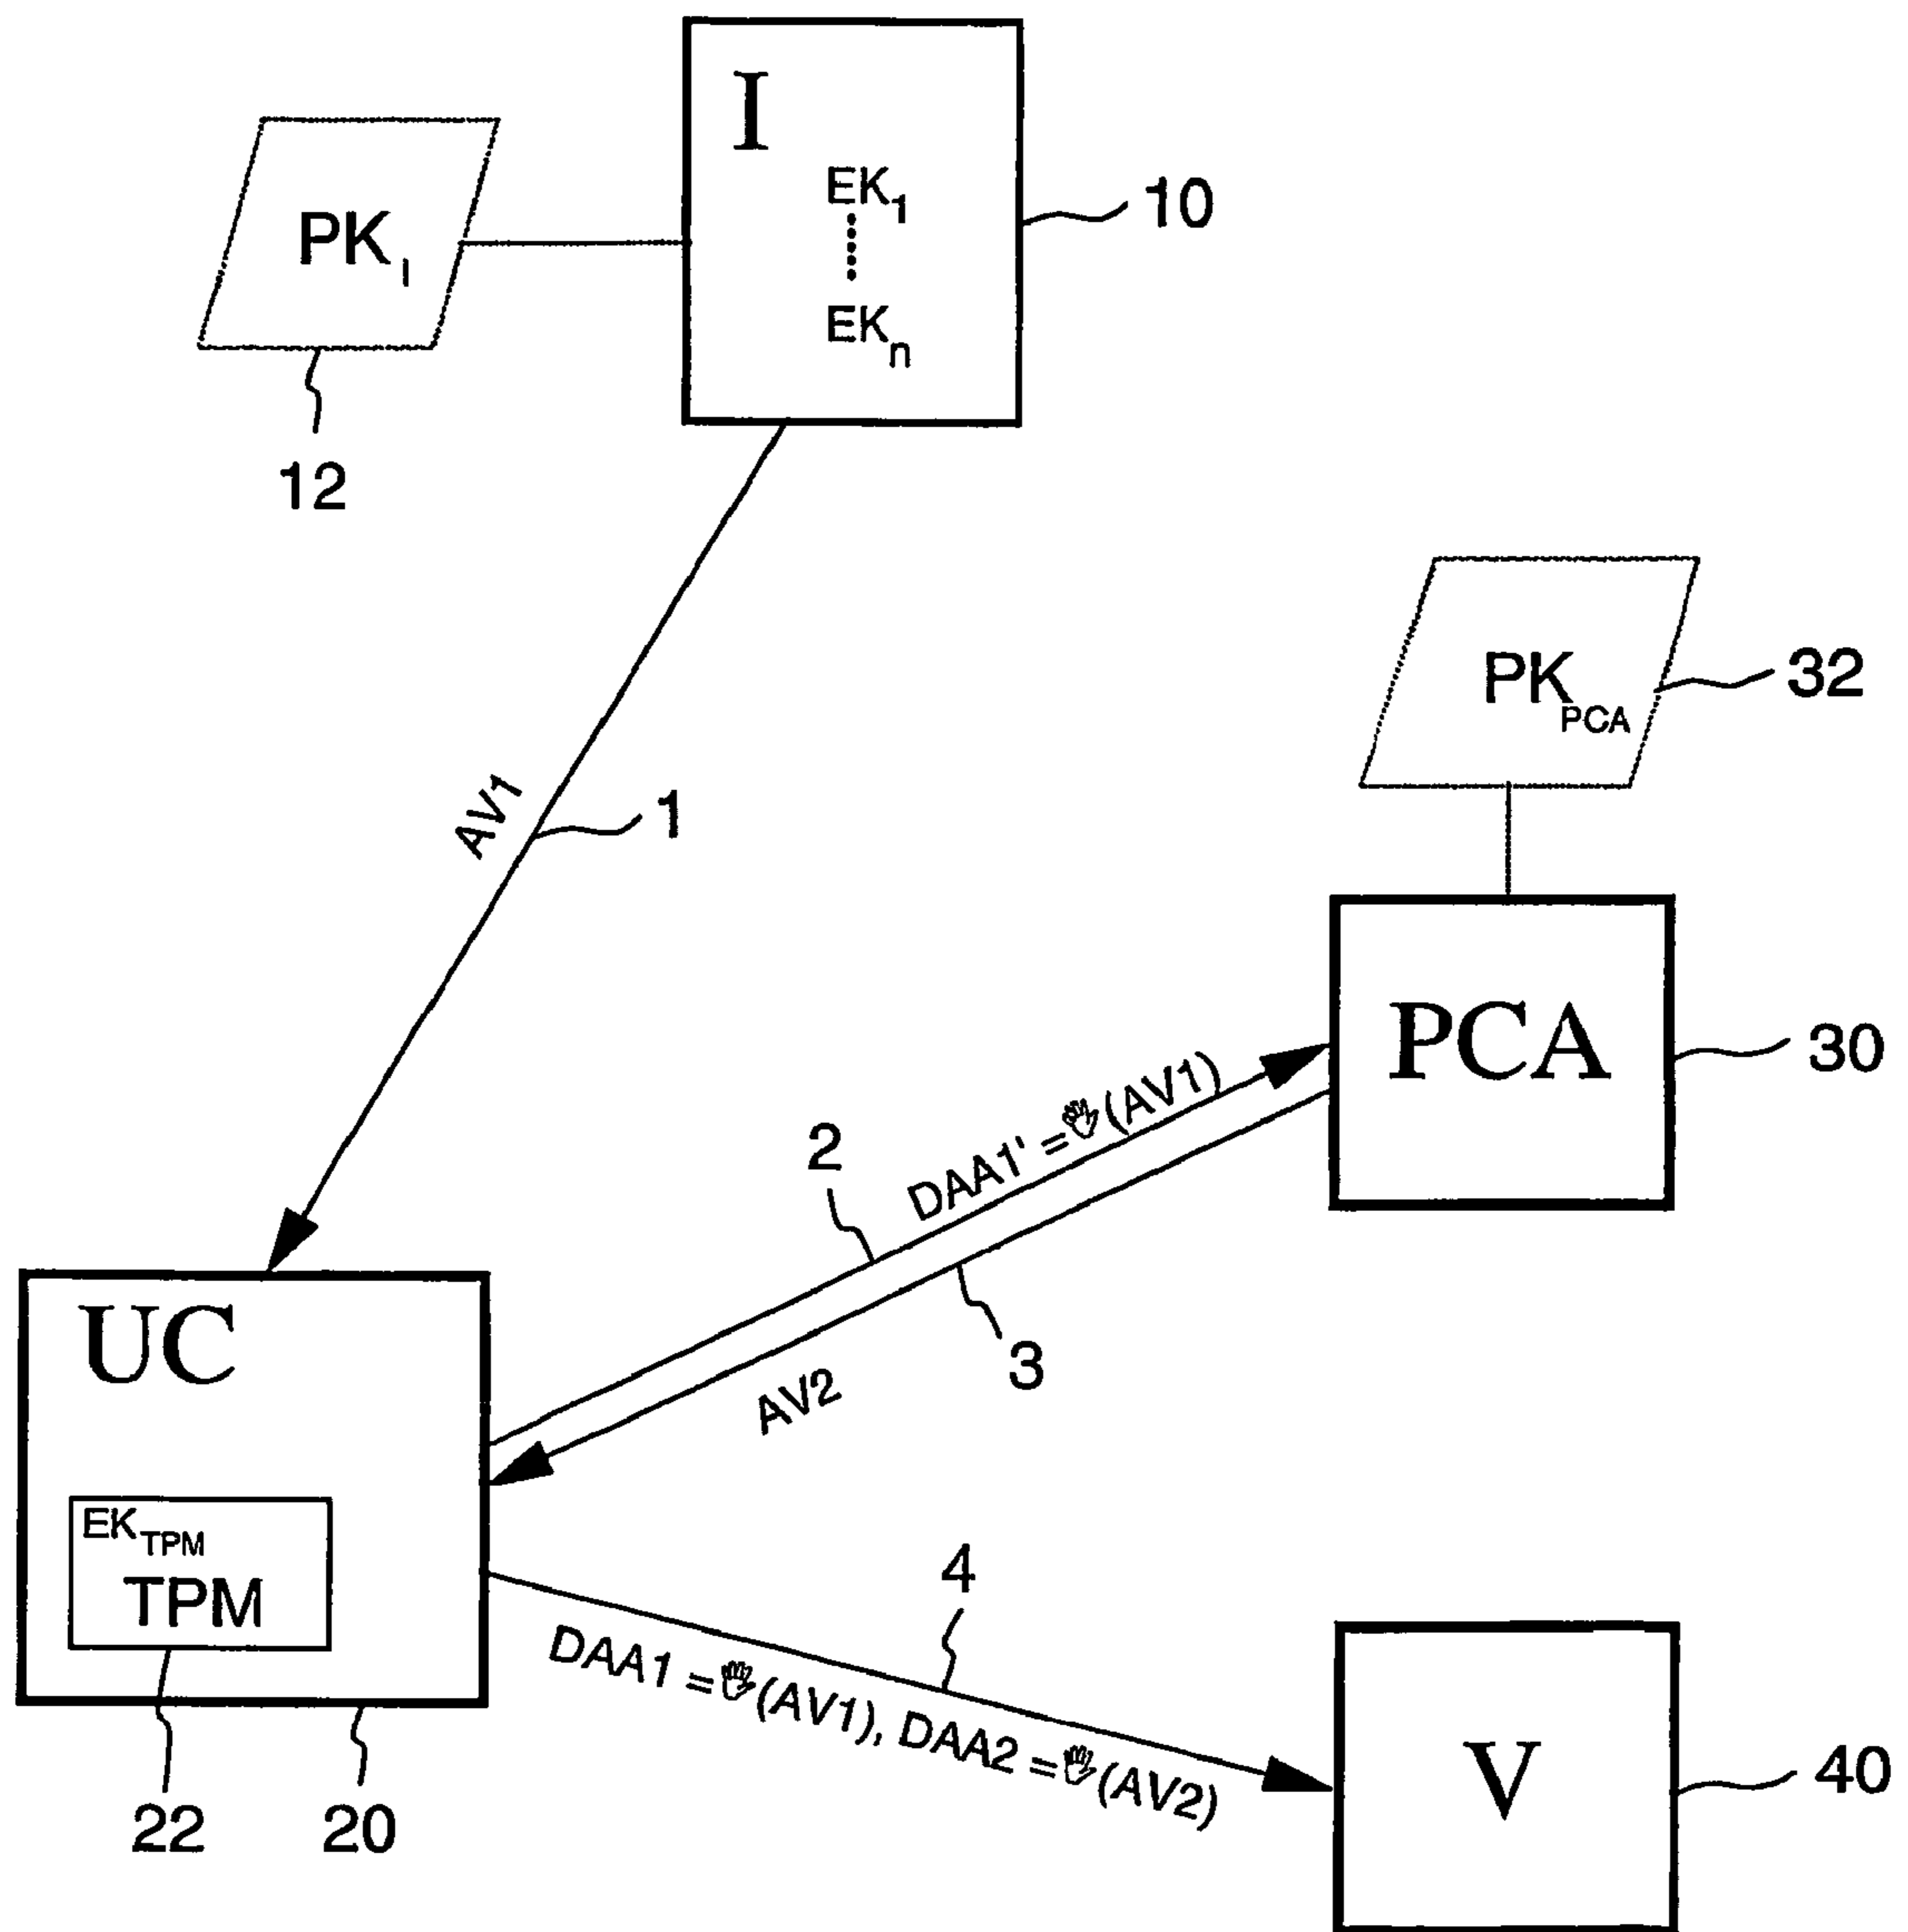 I
EK1
EKn
10
PKI
12
AV1
1
PKPCA
32
PCA
30
2
DAA1' =🖐(AV1)
3
AV2
UC
EKTPM
TPM
22
20
4
DAA1 =🖐(AV1), DAA2 =🖐(AV2)
V
40